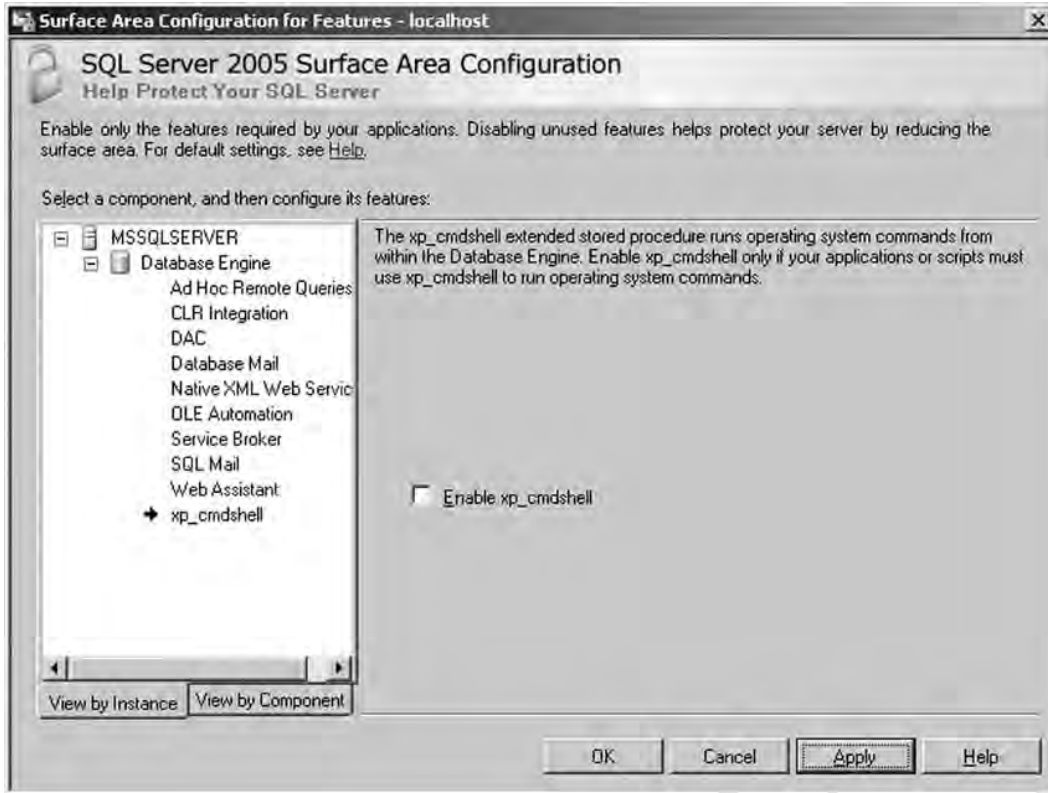 Surface Area Configuration for Features - localhost
SQL Server 2005 Surface Area Configuration
Help Protect Your SQL Server
Enable only the features required by your applications. Disabling unused features helps protect your server by reducing the
surface area. For default settings, see Help.
Select a component, and then configure its features:
MSSQLSERVER
Database Engine
Ad Hoc Remote Queries
CLR Integration
DAC
Database Mail
Native XML Web Servic
OLE Automation
Service Broker
SQL Mail
Web Assistant
xp_cmdshell
The xp_cmdshell extended stored procedure runs operating system commands from
within the Database Engine. Enable xp_cmdshell only if your applications or scripts must
use xp_cmdshell to run operating system commands.
Enable xp_cmdshell
View by Instance View by Component
OK Cancel Apply Help